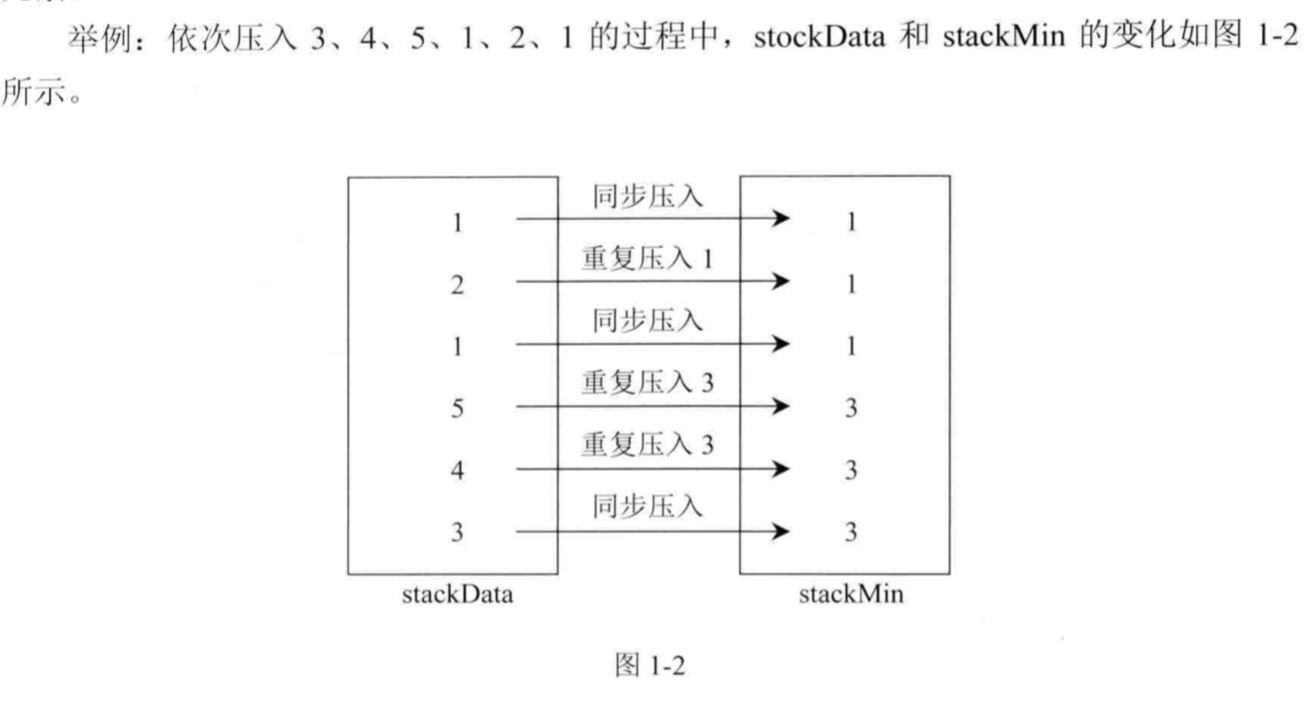 举例：依次压入 3、4、5、1、2、1 的过程中，stockData 和 stackMin 的变化如图 1-2
所示。
1 同步压入 1
2 重复压入 1 1
1 同步压入 1
5 重复压入 3 3
4 重复压入 3 3
3 同步压入 3
stackData stackMin
图 1-2